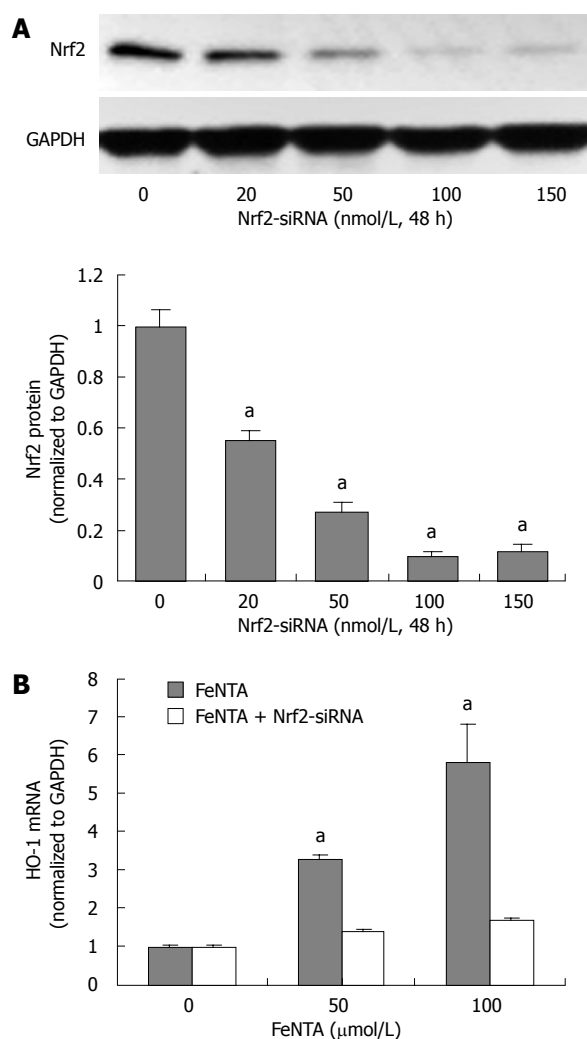 A
Nrf2
GAPDH
0 20 50 100 150
Nrf2-siRNA (nmol/L, 48 h)
Nrf2 protein
(normalized to GAPDH)
1.2
1
0.8
0.6
0.4
0.2
0
a
a
a
a
0 20 50 100 150
Nrf2-siRNA (nmol/L, 48 h)
B
HO-1 mRNA
(normalized to GAPDH)
8
7
6
5
4
3
2
1
0
FeNTA
FeNTA + Nrf2-siRNA
a
a
0 50 100
FeNTA (μmol/L)